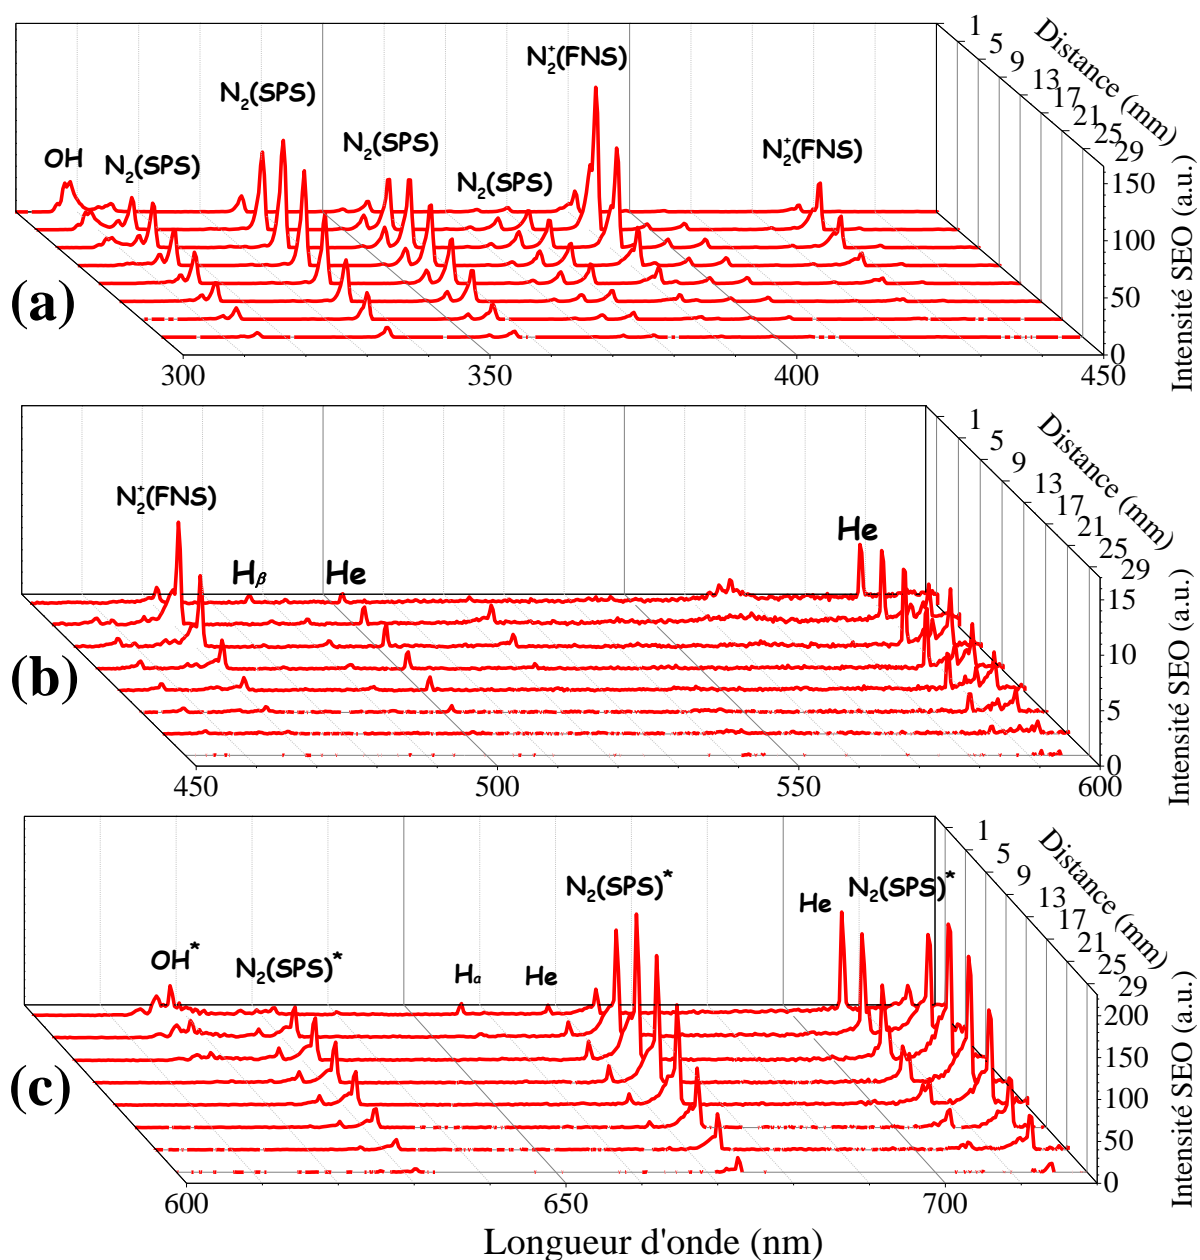 N₂⁺(FNS)
N₂(SPS)
OH
N₂(SPS)
N₂(SPS)
N₂(SPS)
N₂⁺(FNS)
1
5
9
13
17
21
25
29
Distance (mm)
150
100
50
0
Intensité SEO (a.u.)
(a)
300 350 400 450
N₂⁺(FNS)
Hβ
He
He
1
5
9
13
17
21
25
29
Distance (mm)
15
10
5
0
Intensité SEO (a.u.)
(b)
450 500 550 600
OH*
N₂(SPS)*
Hα
He
N₂(SPS)*
He
N₂(SPS)*
1
5
9
13
17
21
25
29
Distance (mm)
200
150
100
50
0
Intensité SEO (a.u.)
(c)
600 650 700
Longueur d'onde (nm)